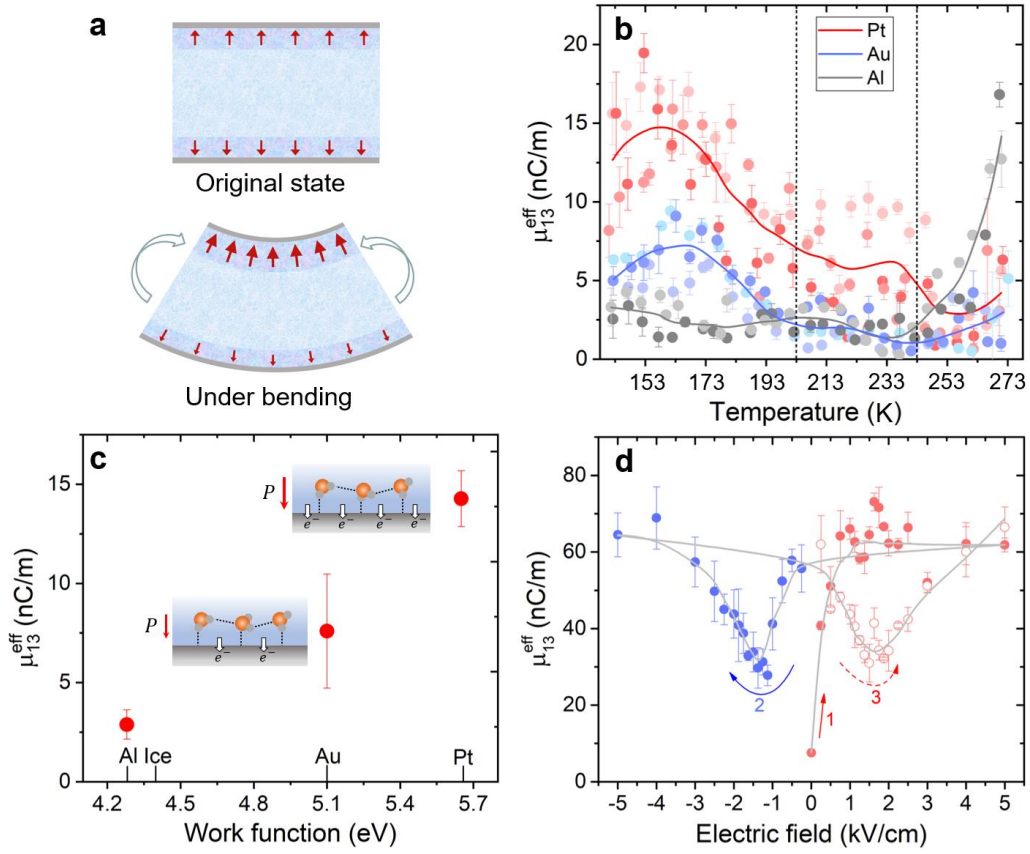 a
Original state
Under bending
b
Pt
Au
Al
20
15
10
5
0
μ₁₃ᵉᶠᶠ (nC/m)
153 173 193 213 233 253 273
Temperature (K)
c
15
10
5
0
μ₁₃ᵉᶠᶠ (nC/m)
P
e⁻ e⁻ e⁻ e⁻
P
e⁻ e⁻
Al Ice Au Pt
4.2 4.5 4.8 5.1 5.4 5.7
Work function (eV)
d
80
60
40
20
0
μ₁₃ᵉᶠᶠ (nC/m)
2
1
3
-5 -4 -3 -2 -1 0 1 2 3 4 5
Electric field (kV/cm)